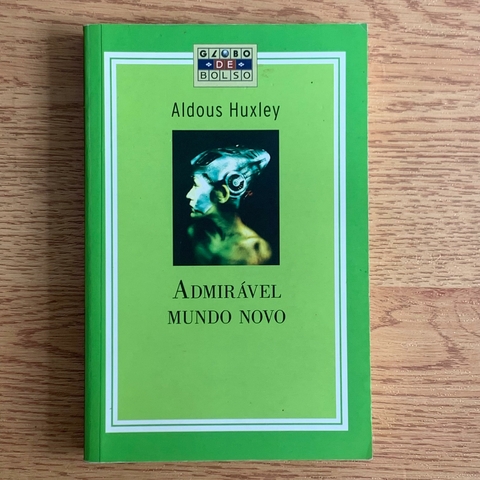 GLOBO
DE
BOLSO
Aldous Huxley
ADMIRÁVEL
MUNDO NOVO